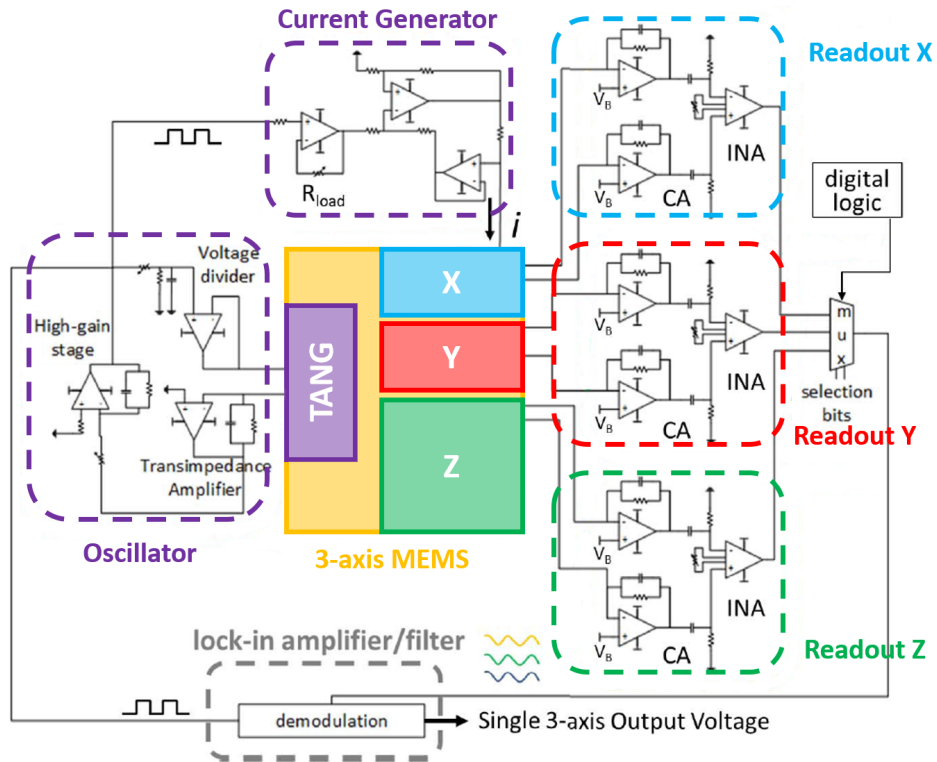 Current Generator
Readout X
R_load
i
V_B
V_B
CA
INA
digital
logic
Voltage
divider
High-gain
stage
Transimpedance
Amplifier
Oscillator
TANG
X
Y
Z
3-axis MEMS
V_B
V_B
CA
INA
m
u
x
selection
bits
Readout Y
V_B
V_B
CA
INA
Readout Z
lock-in amplifier/filter
demodulation
Single 3-axis Output Voltage